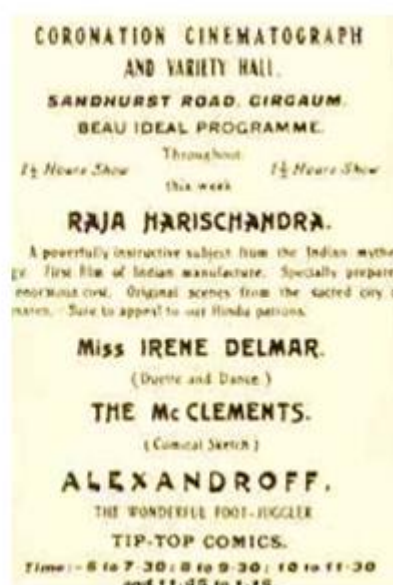 CORONATION CINEMATOGRAPH
AND VARIETY HALL.
SANDHURST ROAD, GIRGAUM.
BEAU IDEAL PROGRAMME.
Throughout
1½ Hours Show 1½ Hours Show
this week
RAJA HARISCHANDRA.
A powerfully instructive subject from the Indian mytho
gy. First film of Indian manufacture. Specially prepare
enormous cost. Original scenes from the sacred city
nares. Sure to appeal to our Hindu patrons.
Miss IRENE DELMAR.
(Duette and Dance)
THE McCLEMENTS.
(Comical Sketch)
ALEXANDROFF.
THE WONDERFUL FOOT-JUGGLER
TIP-TOP COMICS.
Time:- 6 to 7-30; 8 to 9-30; 10 to 11-30
and 11-45 to 1-15